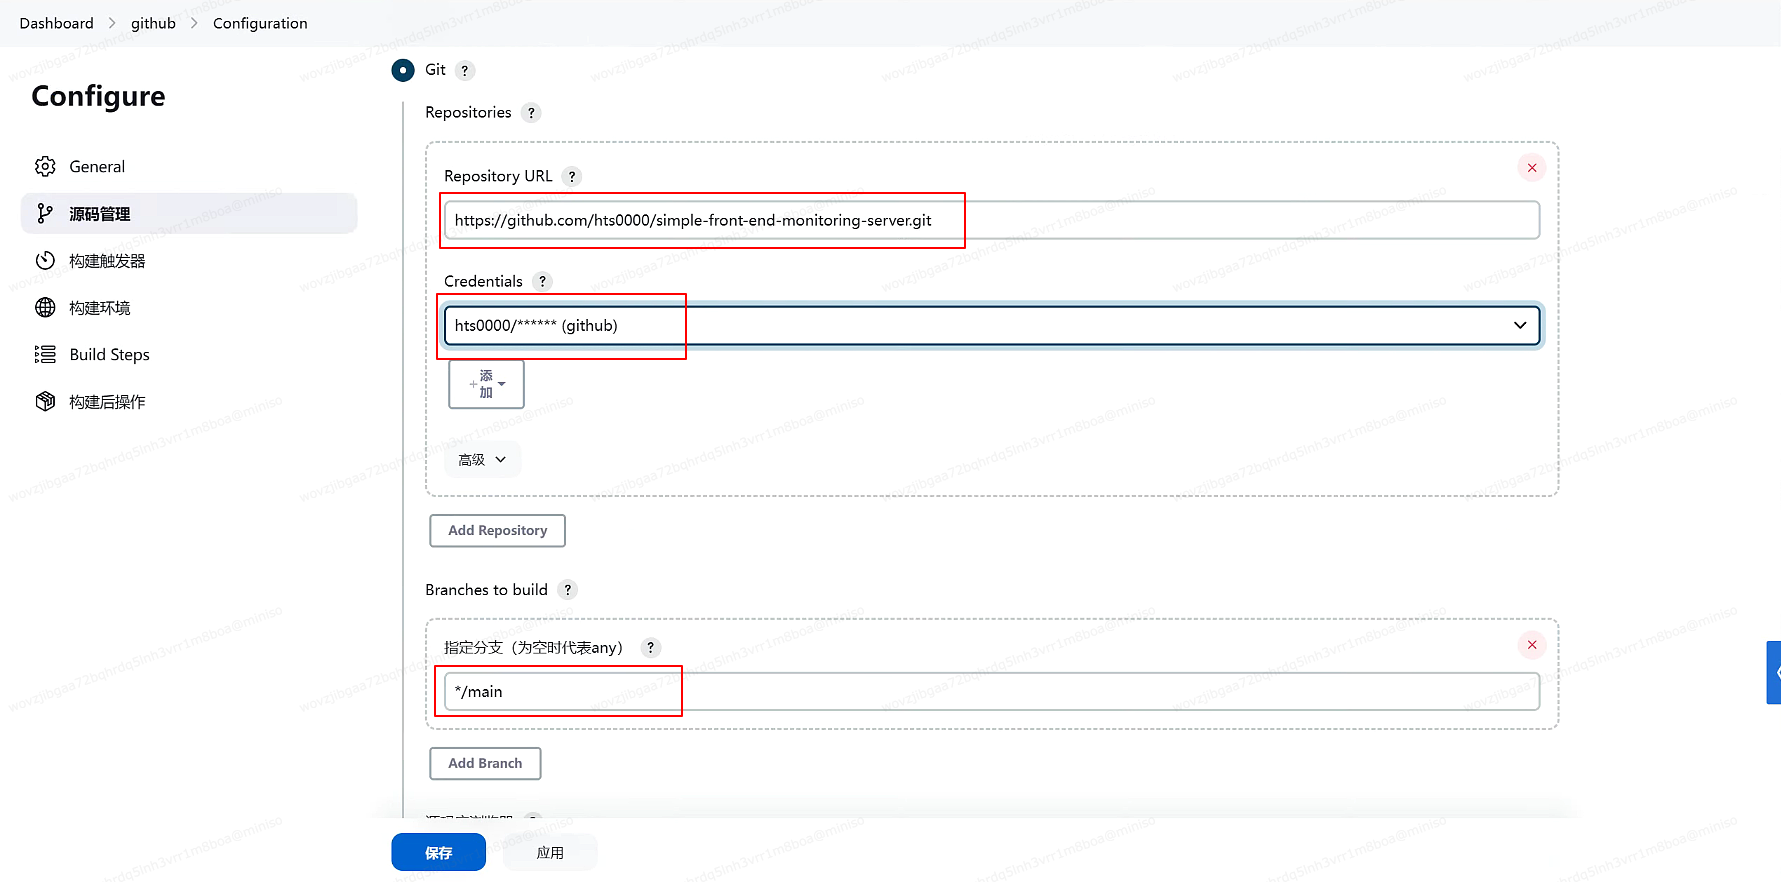 Dashboard > github > Configuration
Configure
General
源码管理
构建触发器
构建环境
Build Steps
构建后操作
Git ?
Repositories ?
Repository URL ?
https://github.com/hts0000/simple-front-end-monitoring-server.git
Credentials ?
hts0000/****** (github)
+添
加
高级
Add Repository
Branches to build ?
指定分支（为空时代表any） ?
*/main
Add Branch
保存
应用